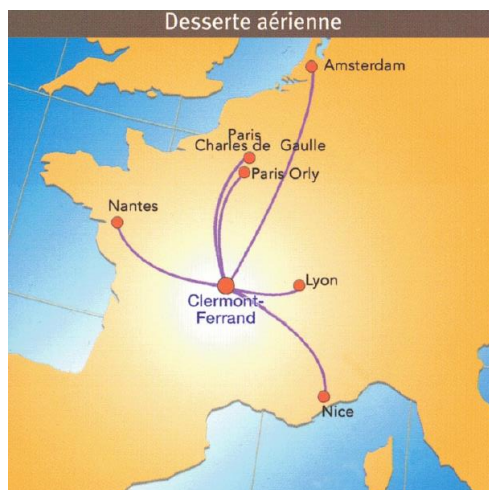 Desserte aérienne
Amsterdam
Paris
Charles de Gaulle
Paris Orly
Nantes
Lyon
Clermont-
Ferrand
Nice